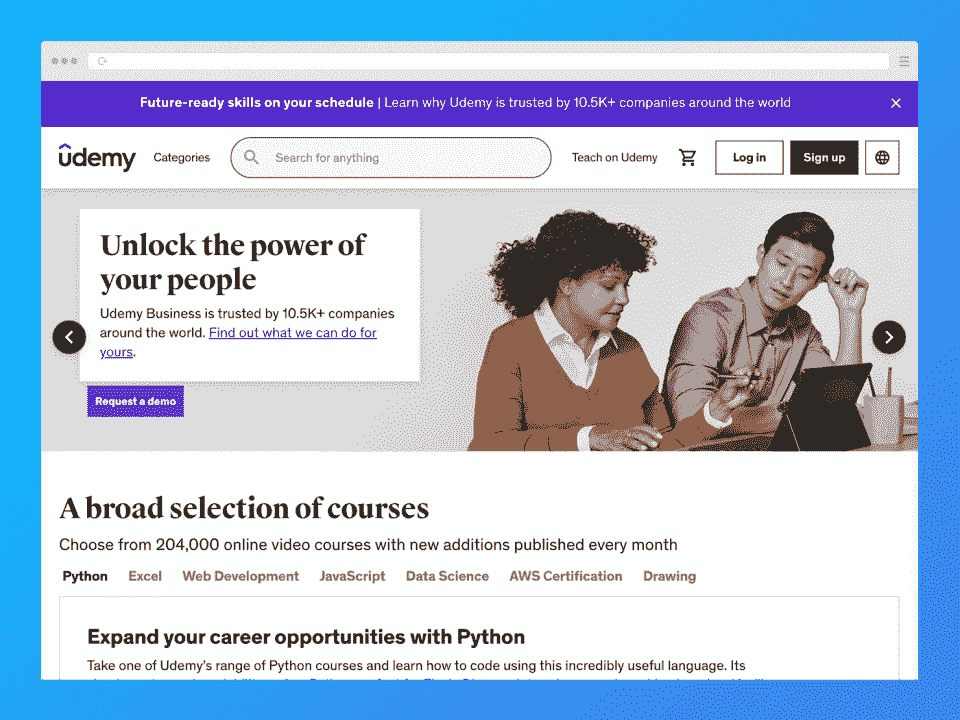 Future-ready skills on your schedule | Learn why Udemy is trusted by 10.5K+ companies around the world
udemy
Categories
Search for anything
Teach on Udemy
Log in
Sign up
Unlock the power of
your people
Udemy Business is trusted by 10.5K+ companies
around the world. Find out what we can do for
yours.
Request a demo
A broad selection of courses
Choose from 204,000 online video courses with new additions published every month
Python Excel Web Development JavaScript Data Science AWS Certification Drawing
Expand your career opportunities with Python
Take one of Udemy's range of Python courses and learn how to code using this incredibly useful language. Its